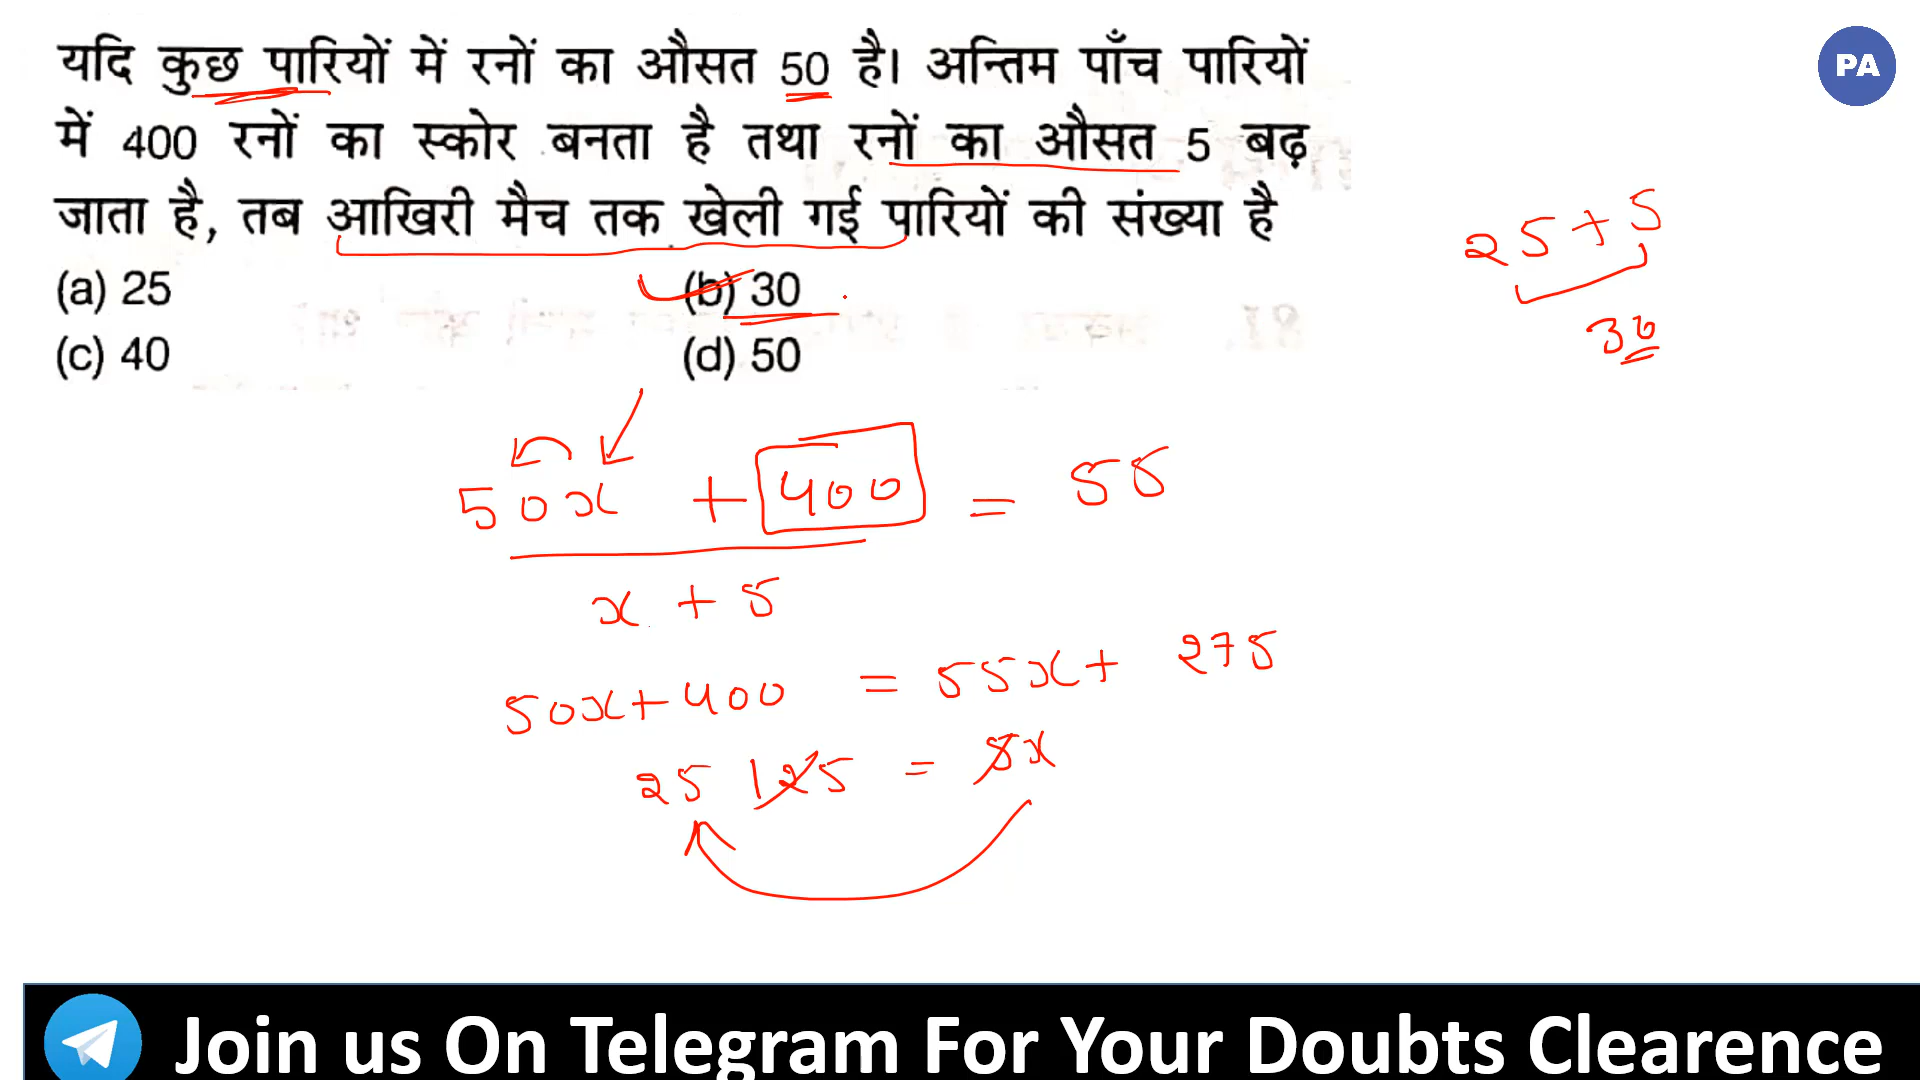 यदि कुछ पारियों में रनों का औसत 50 है। अन्तिम पाँच पारियों
में 400 रनों का स्कोर बनता है तथा रनों का औसत 5 बढ़
जाता है, तब आखिरी मैच तक खेली गई पारियों की संख्या है
(a) 25 (b) 30
(c) 40 (d) 50
PA
25+5
30
50x + 400 = 55
x + 5
50x+400 = 55x+ 275
25 125 = 5x
Join us On Telegram For Your Doubts Clearence